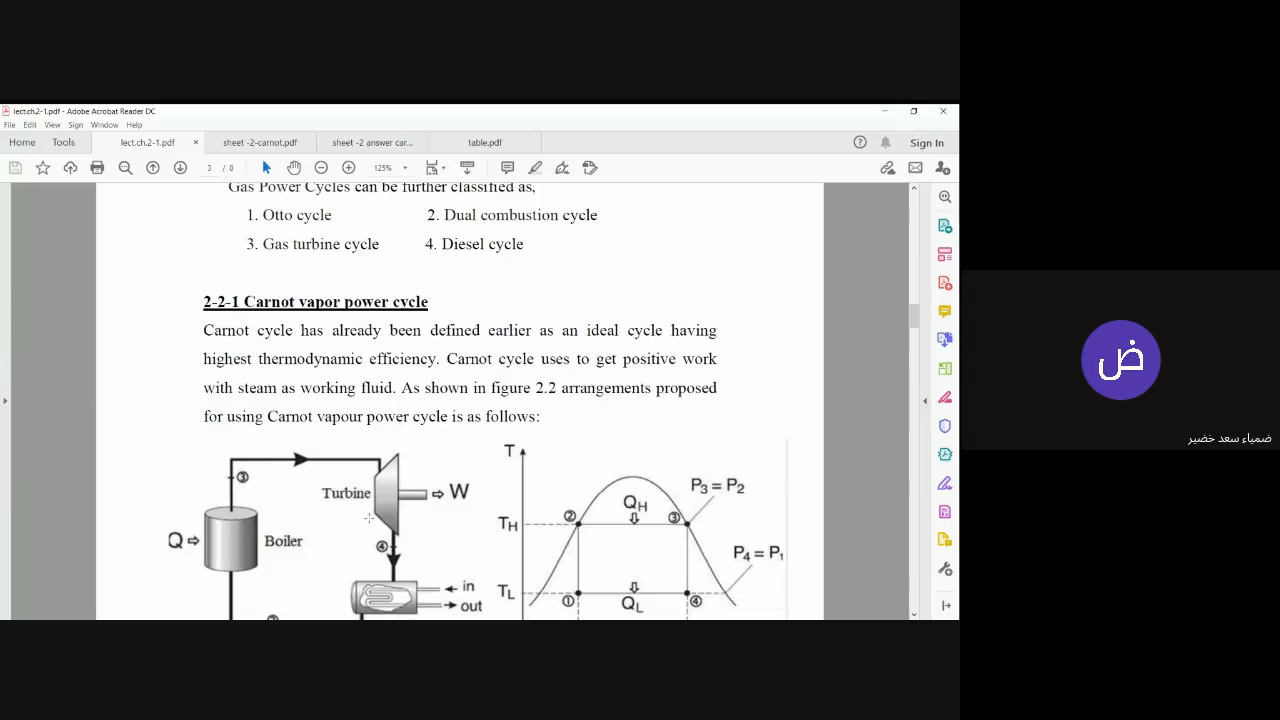 lect.ch.2-1.pdf - Adobe Acrobat Reader DC
File Edit View Sign Window Help
Home Tools lect.ch.2-1.pdf × sheet -2-carnot.pdf sheet -2 answer car... table.pdf Sign In
3 / 8 125%
Gas Power Cycles can be further classified as,
1. Otto cycle 2. Dual combustion cycle
3. Gas turbine cycle 4. Diesel cycle
2-2-1 Carnot vapor power cycle
Carnot cycle has already been defined earlier as an ideal cycle having
highest thermodynamic efficiency. Carnot cycle uses to get positive work
with steam as working fluid. As shown in figure 2.2 arrangements proposed
for using Carnot vapour power cycle is as follows:
③
Turbine
W
Q
Boiler
④
in
out
T
P3 = P2
QH
②
③
TH
P4 = P1
TL
①
QL
④
ض
ضمياء سعد خضير